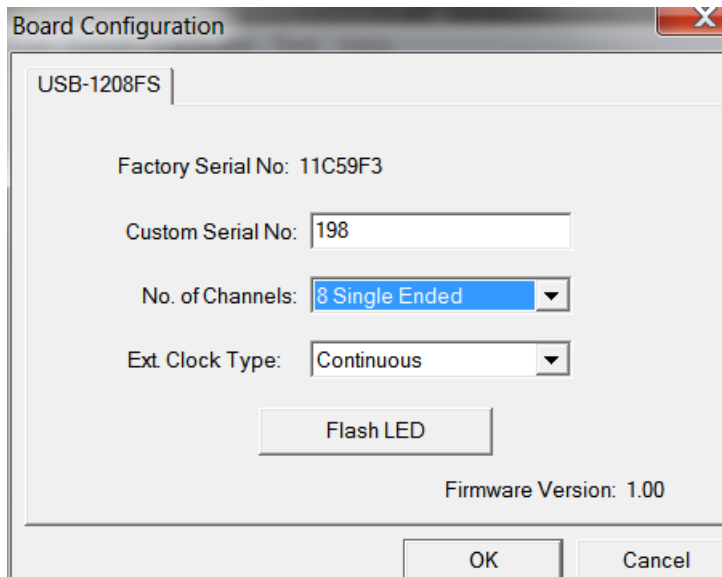 Board Configuration
USB-1208FS
Factory Serial No: 11C59F3
Custom Serial No: 198
No. of Channels: 8 Single Ended
Ext. Clock Type: Continuous
Flash LED
Firmware Version: 1.00
OK Cancel